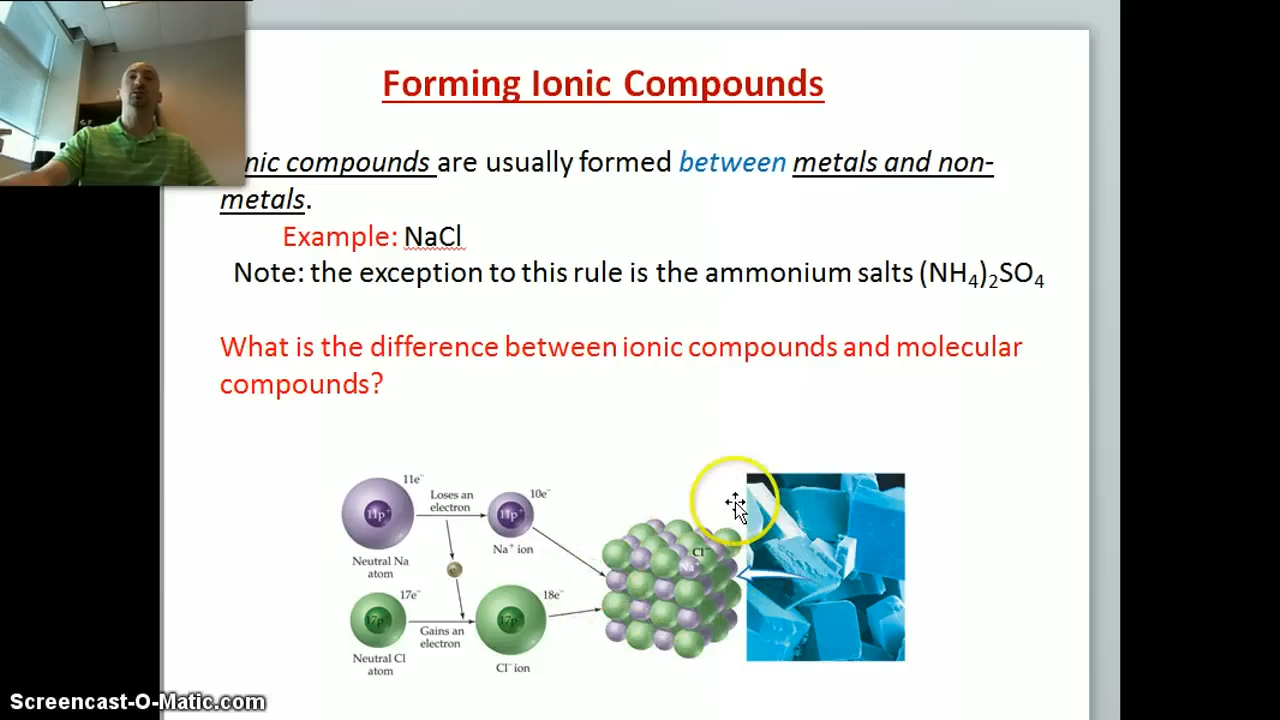 Forming Ionic Compounds
nic compounds are usually formed between metals and non-
metals.
Example: NaCl
Note: the exception to this rule is the ammonium salts (NH₄)₂SO₄
What is the difference between ionic compounds and molecular
compounds?
11e⁻
Loses an
electron
10e⁻
11p⁺
11p⁺
Neutral Na
atom
Na⁺ ion
e⁻
17e⁻
18e⁻
17p⁺
17p⁺
Gains an
electron
Neutral Cl
atom
Cl⁻ ion
Cl⁻
Na⁺
Screencast-O-Matic.com